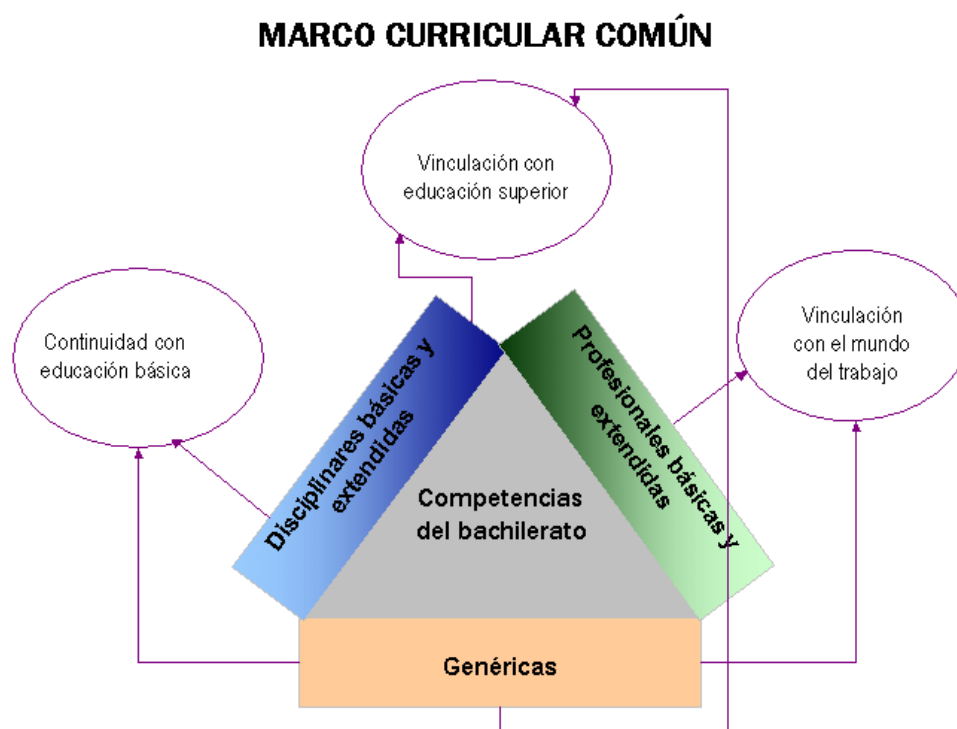 MARCO CURRICULAR COMÚN
Vinculación con
educación superior
Continuidad con
educación básica
Vinculación
con el mundo
del trabajo
Disciplinares básicas y
extendidas
Profesionales básicas y
extendidas
Competencias
del bachilerato
Genéricas